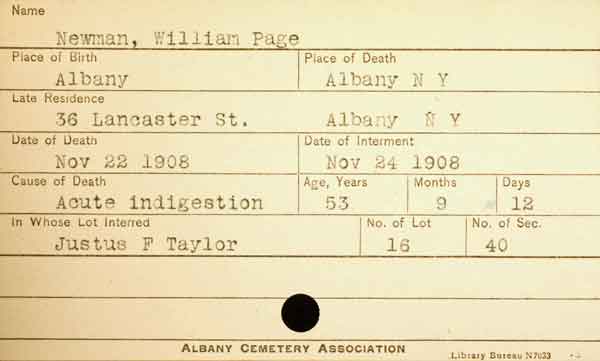 Name
Newman, William Page
Place of Birth Place of Death
Albany Albany N Y
Late Residence
36 Lancaster St. Albany N Y
Date of Death Date of Interment
Nov 22 1908 Nov 24 1908
Cause of Death Age, Years Months Days
Acute indigestion 53 9 12
In Whose Lot Interred No. of Lot No. of Sec.
Justus F Taylor 16 40
ALBANY CEMETERY ASSOCIATION
Library Bureau N7033